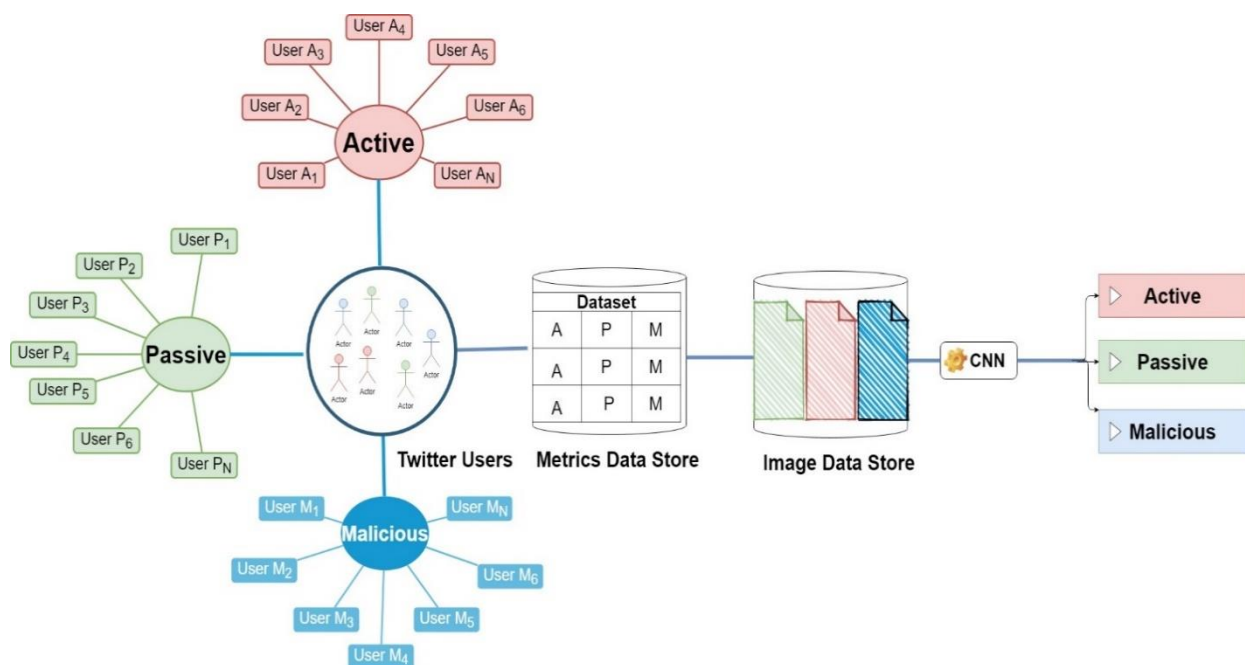 User A₄
User A₃
User A₅
User A₂
User A₆
Active
User A₁
User Aₙ
User P₁
User P₂
User P₃
User P₄
Passive
User P₅
User P₆
User Pₙ
Actor
Actor
Actor
Actor
Actor
Actor
Actor
Twitter Users
Dataset
A P M
A P M
A P M
Metrics Data Store
Image Data Store
CNN
Active
Passive
Malicious
User M₁
User Mₙ
Malicious
User M₂
User M₆
User M₃
User M₅
User M₄